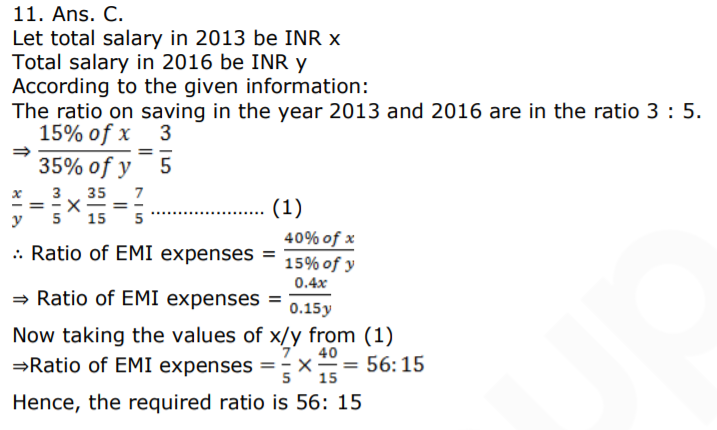 11. Ans. C.
Let total salary in 2013 be INR x
Total salary in 2016 be INR y
According to the given information:
The ratio on saving in the year 2013 and 2016 are in the ratio 3 : 5.
⇒ 15% of x / 35% of y = 3/5
x/y = 3/5 × 35/15 = 7/5 ..................... (1)
∴ Ratio of EMI expenses = 40% of x / 15% of y
⇒ Ratio of EMI expenses = 0.4x / 0.15y
Now taking the values of x/y from (1)
⇒Ratio of EMI expenses = 7/5 × 40/15 = 56: 15
Hence, the required ratio is 56: 15